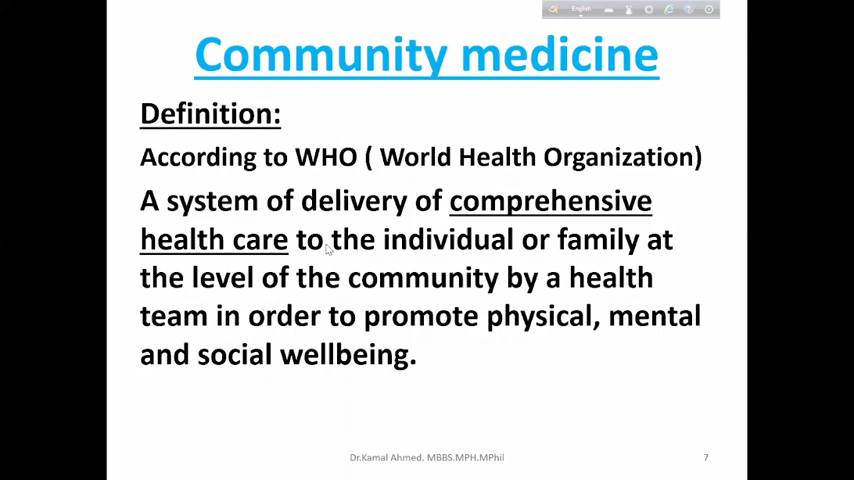 English
Community medicine
Definition:
According to WHO ( World Health Organization)
A system of delivery of comprehensive
health care to the individual or family at
the level of the community by a health
team in order to promote physical, mental
and social wellbeing.
Dr.Kamal Ahmed. MBBS.MPH.MPhil
7